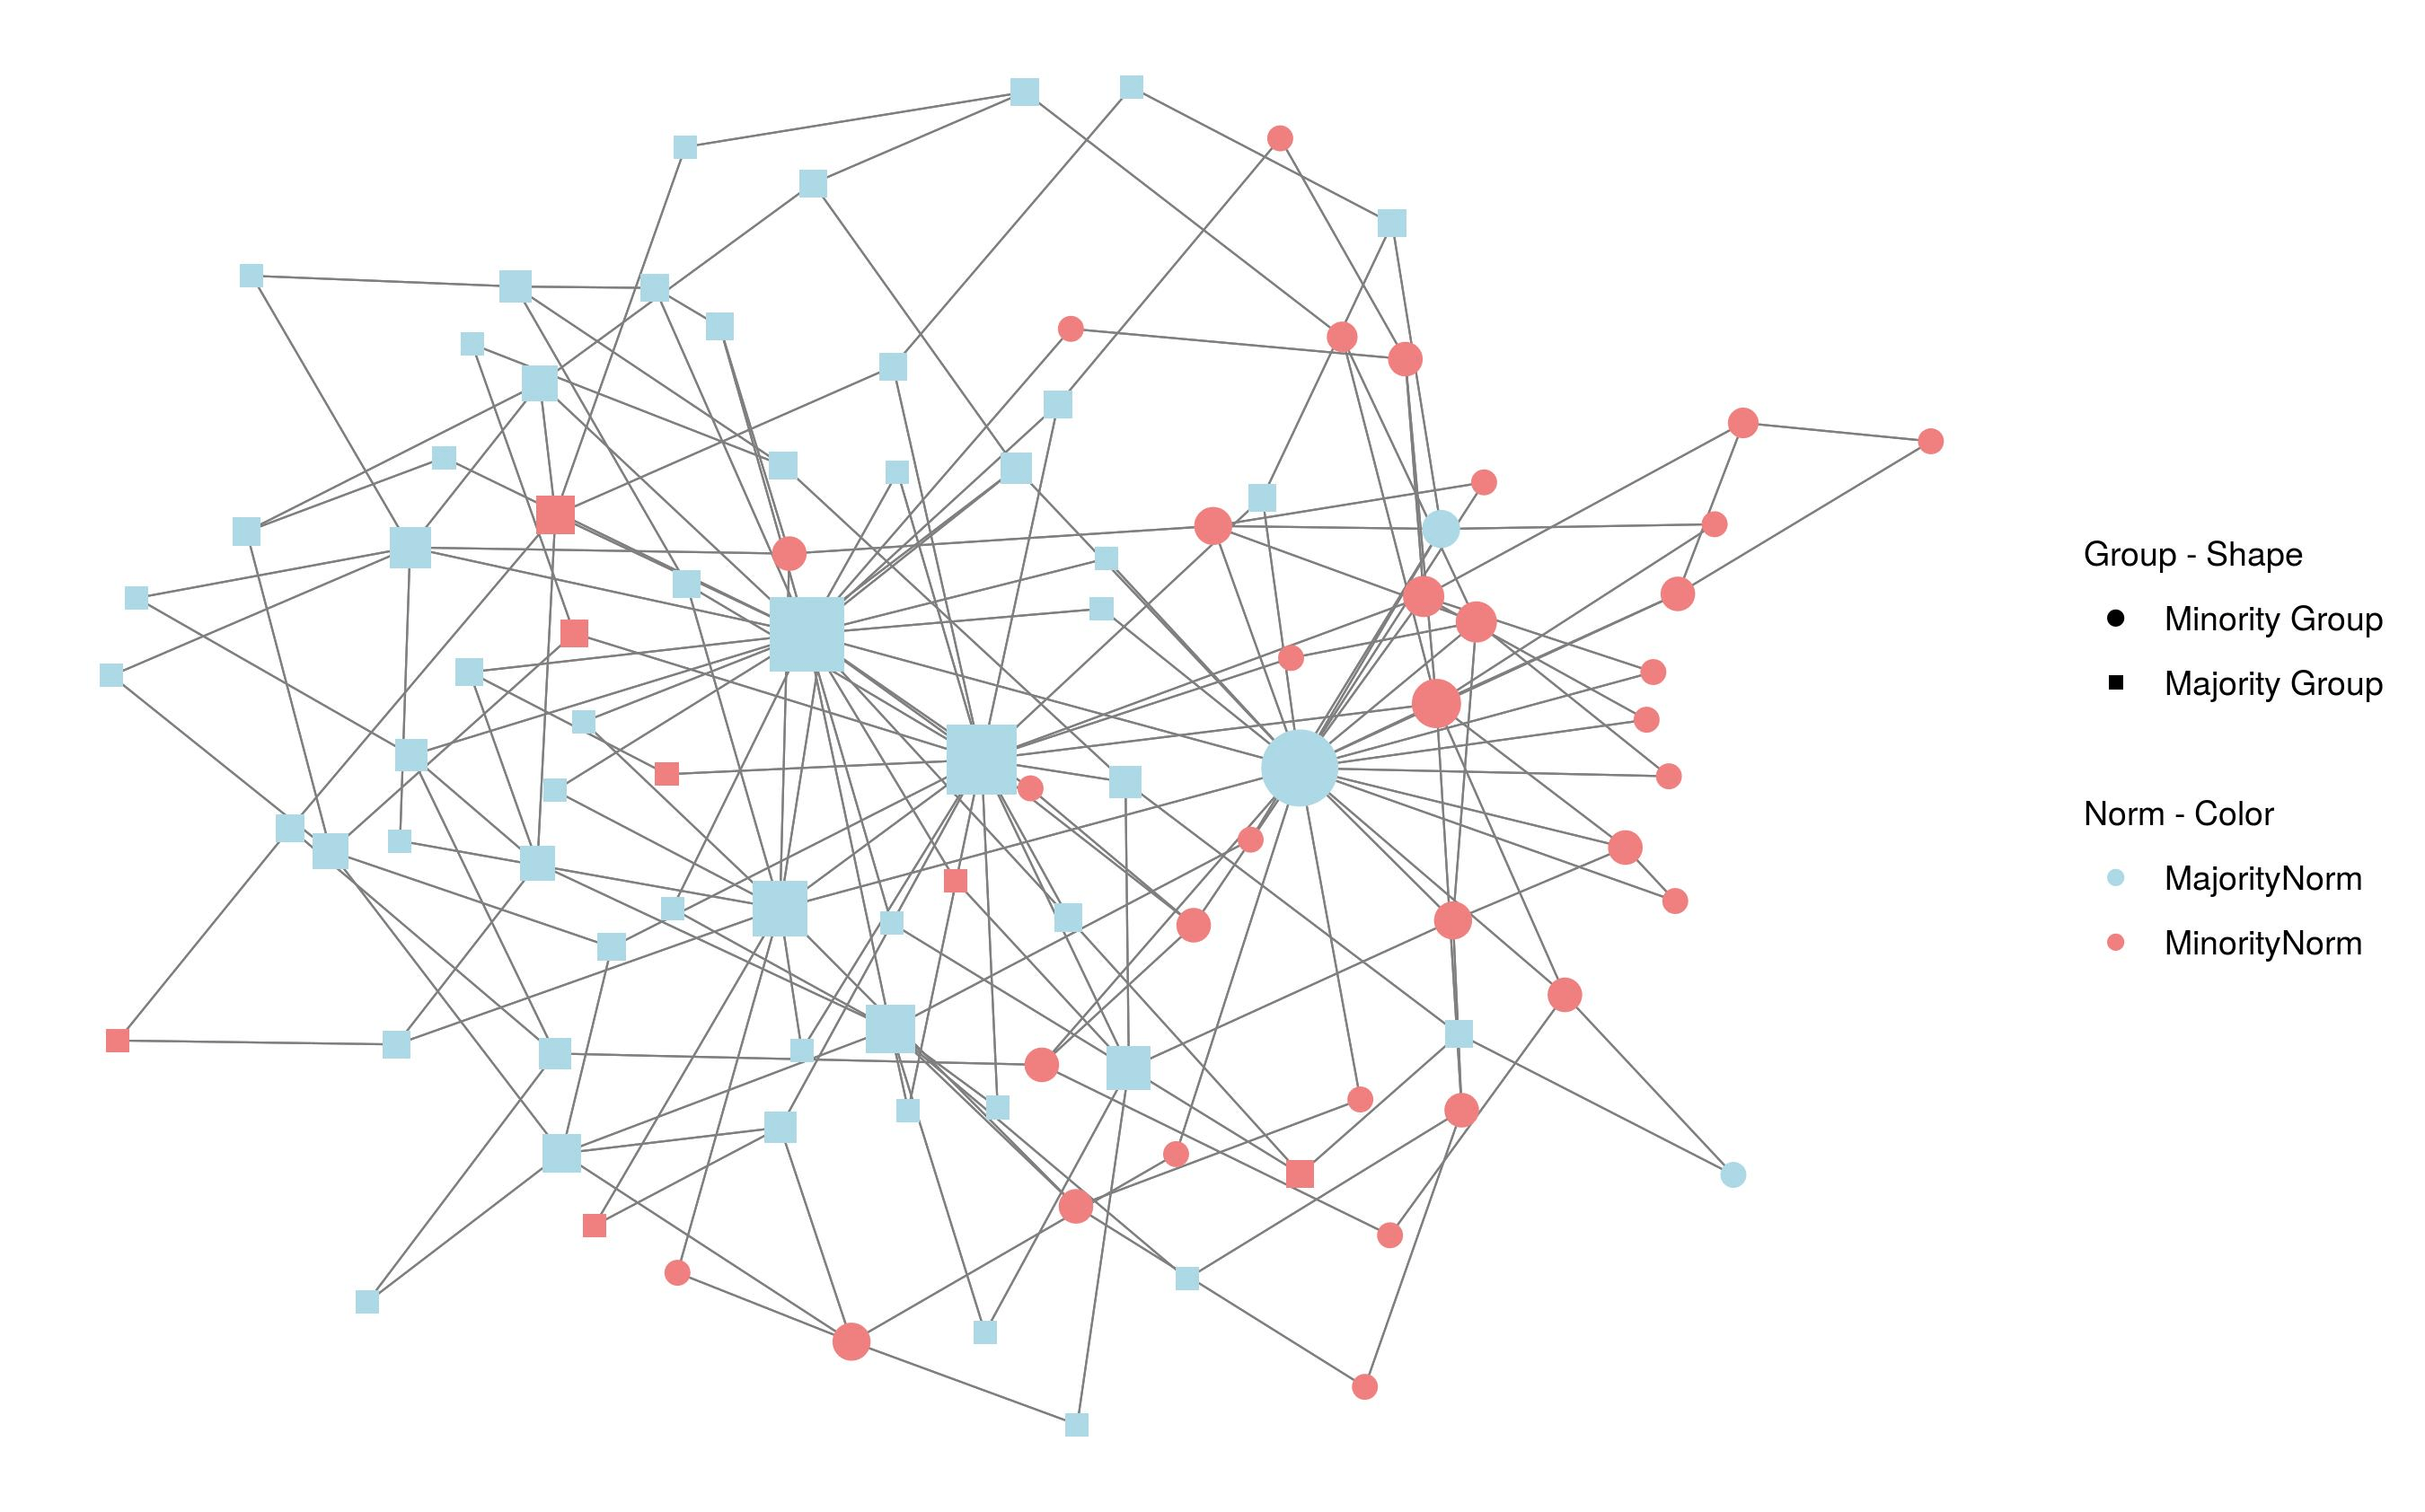 Group - Shape
Minority Group
Majority Group
Norm - Color
MajorityNorm
MinorityNorm